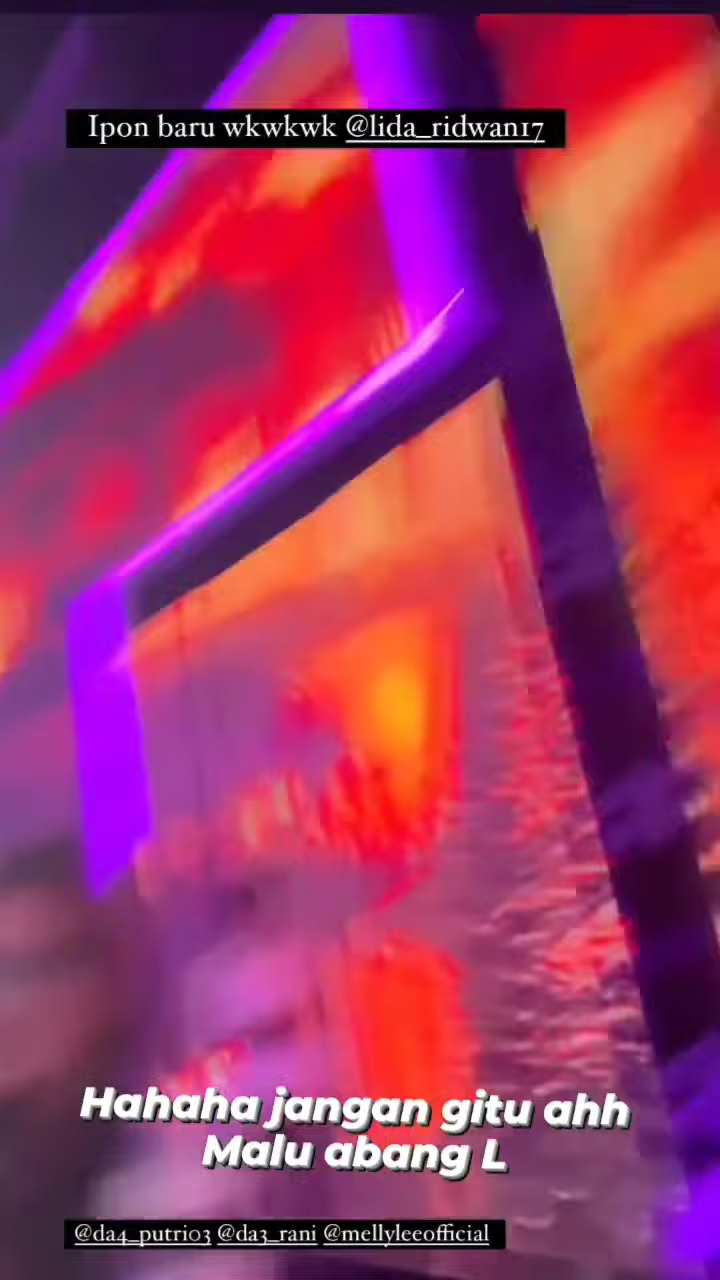 Ipon baru wkwkwk @lida_ridwan17
Hahaha jangan gitu ahh
Malu abang L
@da4_putri03 @da3_rani @mellyleeofficial